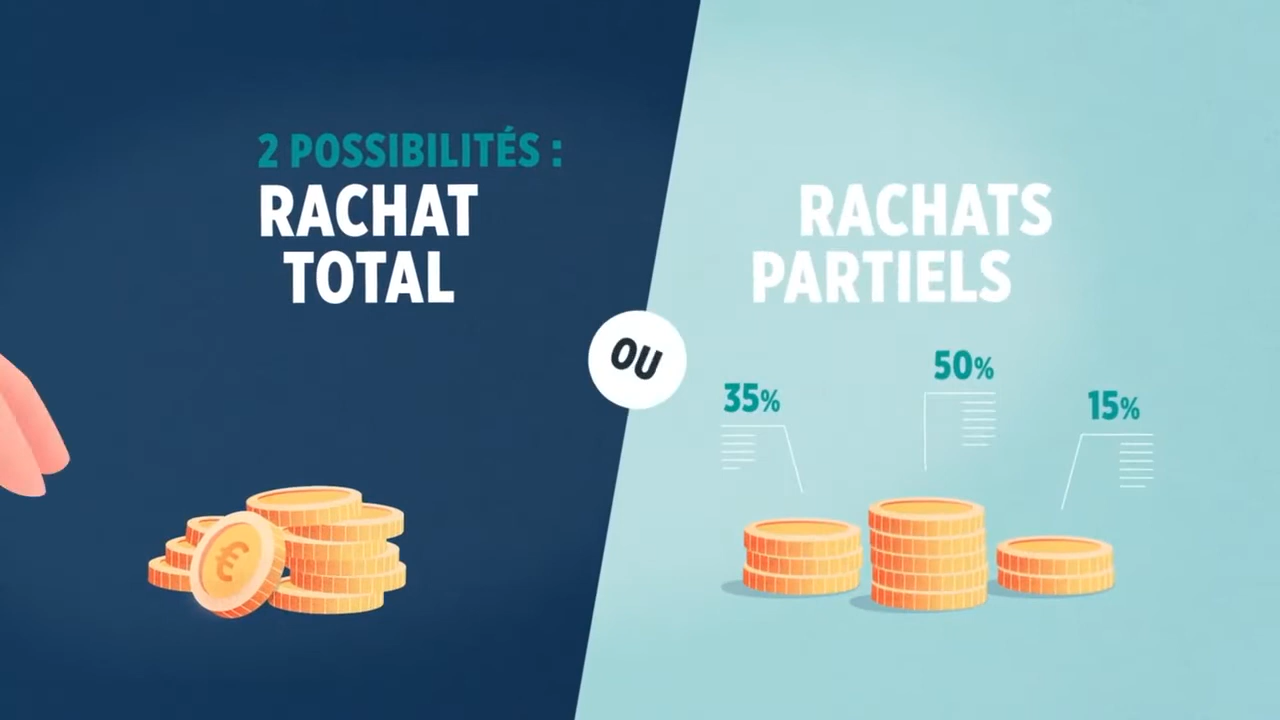 2 POSSIBILITÉS :
RACHAT
TOTAL
OU
RACHATS
PARTIELS
35%
50%
15%
€